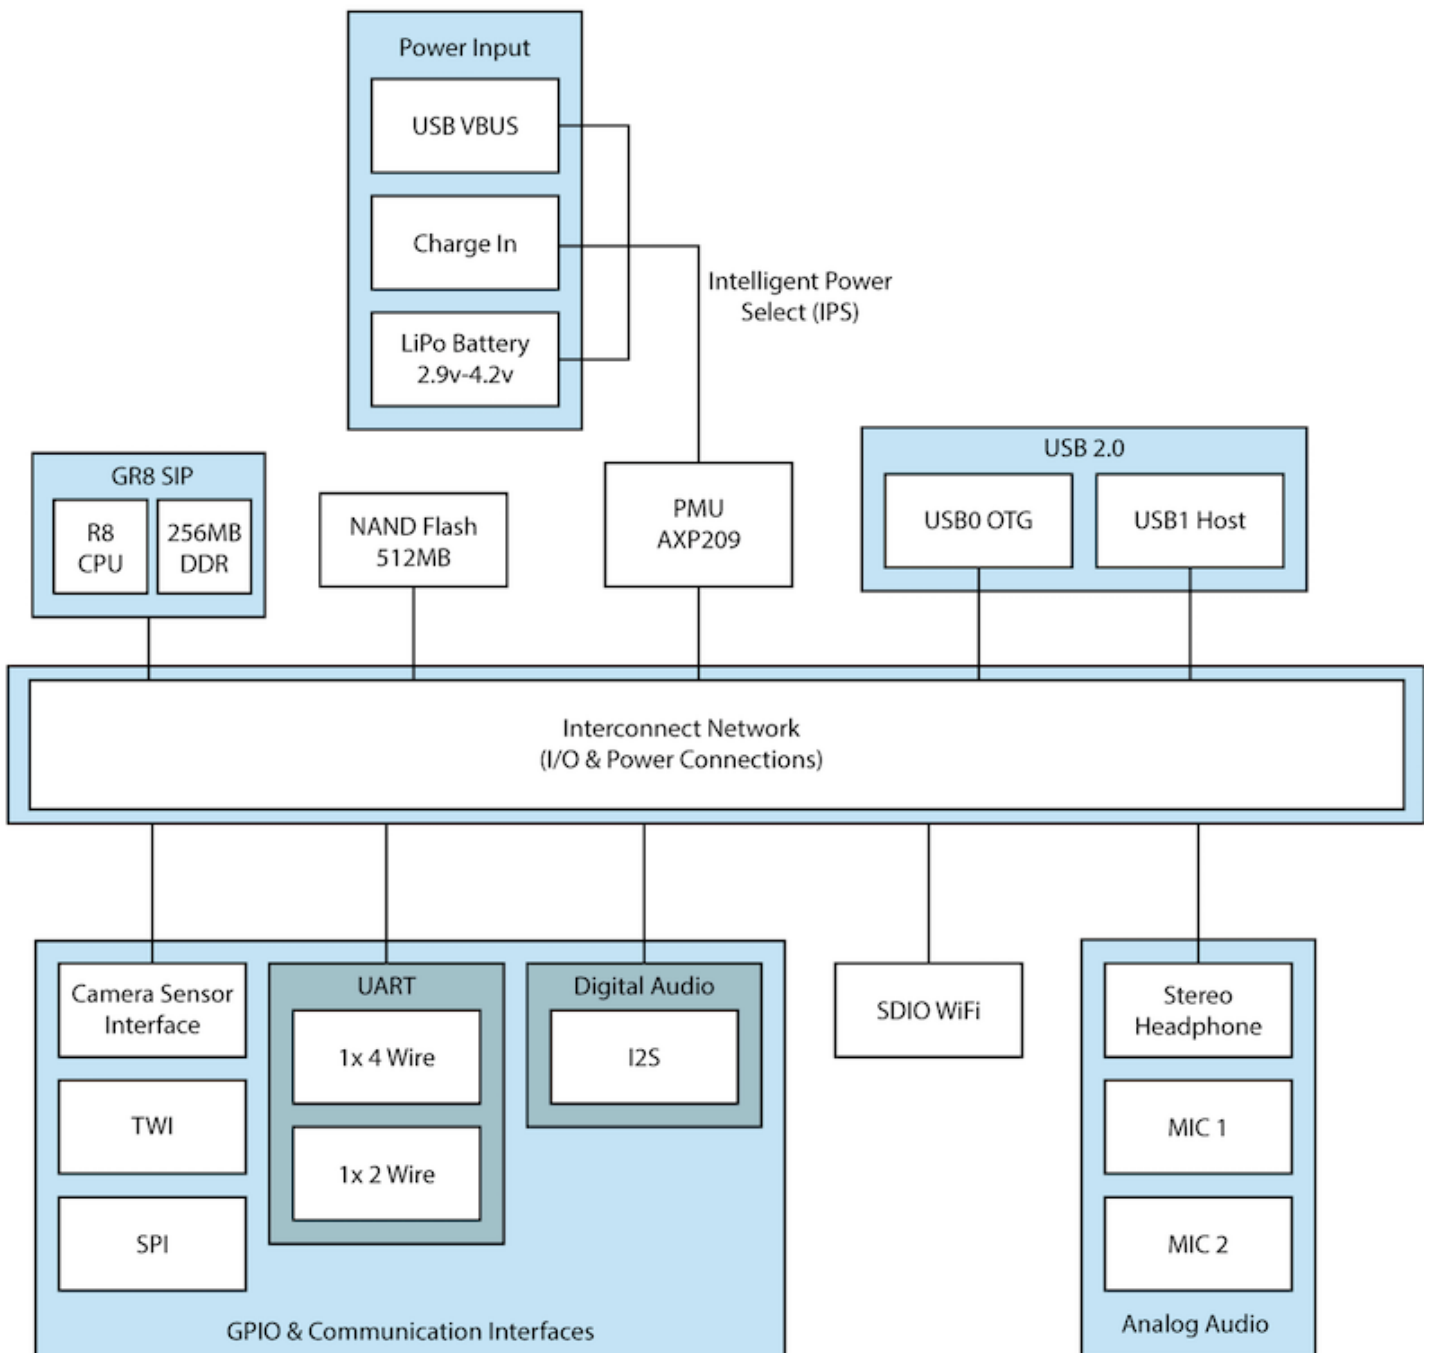 Power Input
USB VBUS
Charge In
LiPo Battery
2.9v-4.2v
Intelligent Power
Select (IPS)
GR8 SIP
R8
CPU
256MB
DDR
NAND Flash
512MB
PMU
AXP209
USB 2.0
USB0 OTG
USB1 Host
Interconnect Network
(I/O & Power Connections)
Camera Sensor
Interface
TWI
SPI
UART
1x 4 Wire
1x 2 Wire
Digital Audio
I2S
GPIO & Communication Interfaces
SDIO WiFi
Stereo
Headphone
MIC 1
MIC 2
Analog Audio